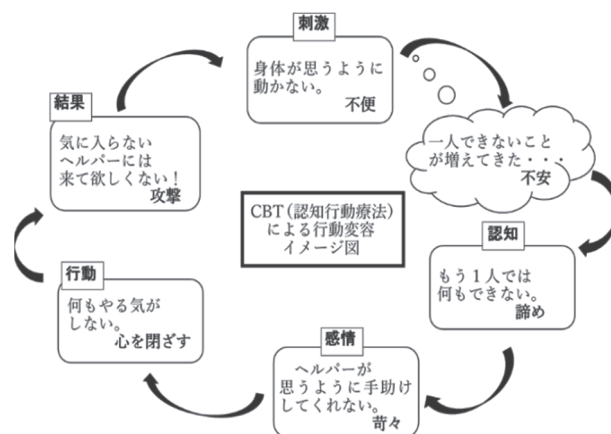 刺激
身体が思うように
動かない。
不便
一人できないこと
が増えてきた・・・
不安
認知
もう1人では
何もできない。
諦め
感情
ヘルパーが
思うように手助け
してくれない。
苛々
行動
何もやる気が
しない。
心を閉ざす
結果
気に入らない
ヘルパーには
来て欲しくない!
攻撃
CBT(認知行動療法)
による行動変容
イメージ図